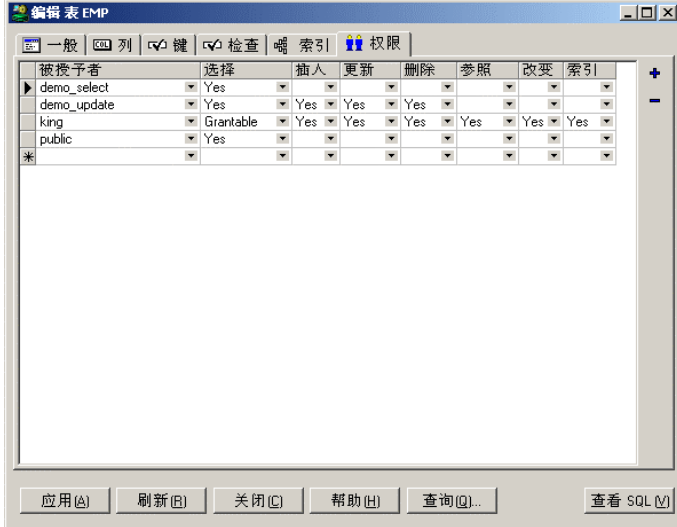 编辑 表 EMP
一般 COL 列 键 检查 索引 权限
被授予者 选择 插入 更新 删除 参照 改变 索引
demo_select Yes
demo_update Yes Yes Yes Yes
king Grantable Yes Yes Yes Yes Yes Yes
public Yes
应用(A) 刷新(R) 关闭(C) 帮助(H) 查询(Q)... 查看 SQL (V)